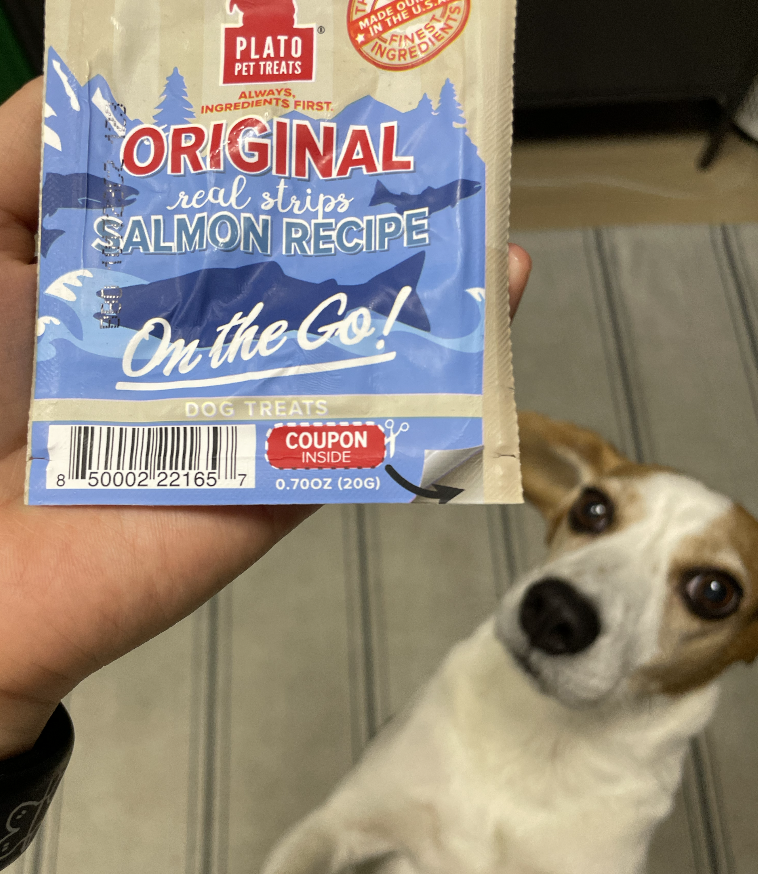 PLATO
PET TREATS
®
MADE
IN THE U.S.A
FINEST
INGREDIENTS
ALWAYS,
INGREDIENTS FIRST.
ORIGINAL
real strips
SALMON RECIPE
On the Go!
DOG TREATS
COUPON
INSIDE
0.70OZ (20G)
8 50002 22165 7